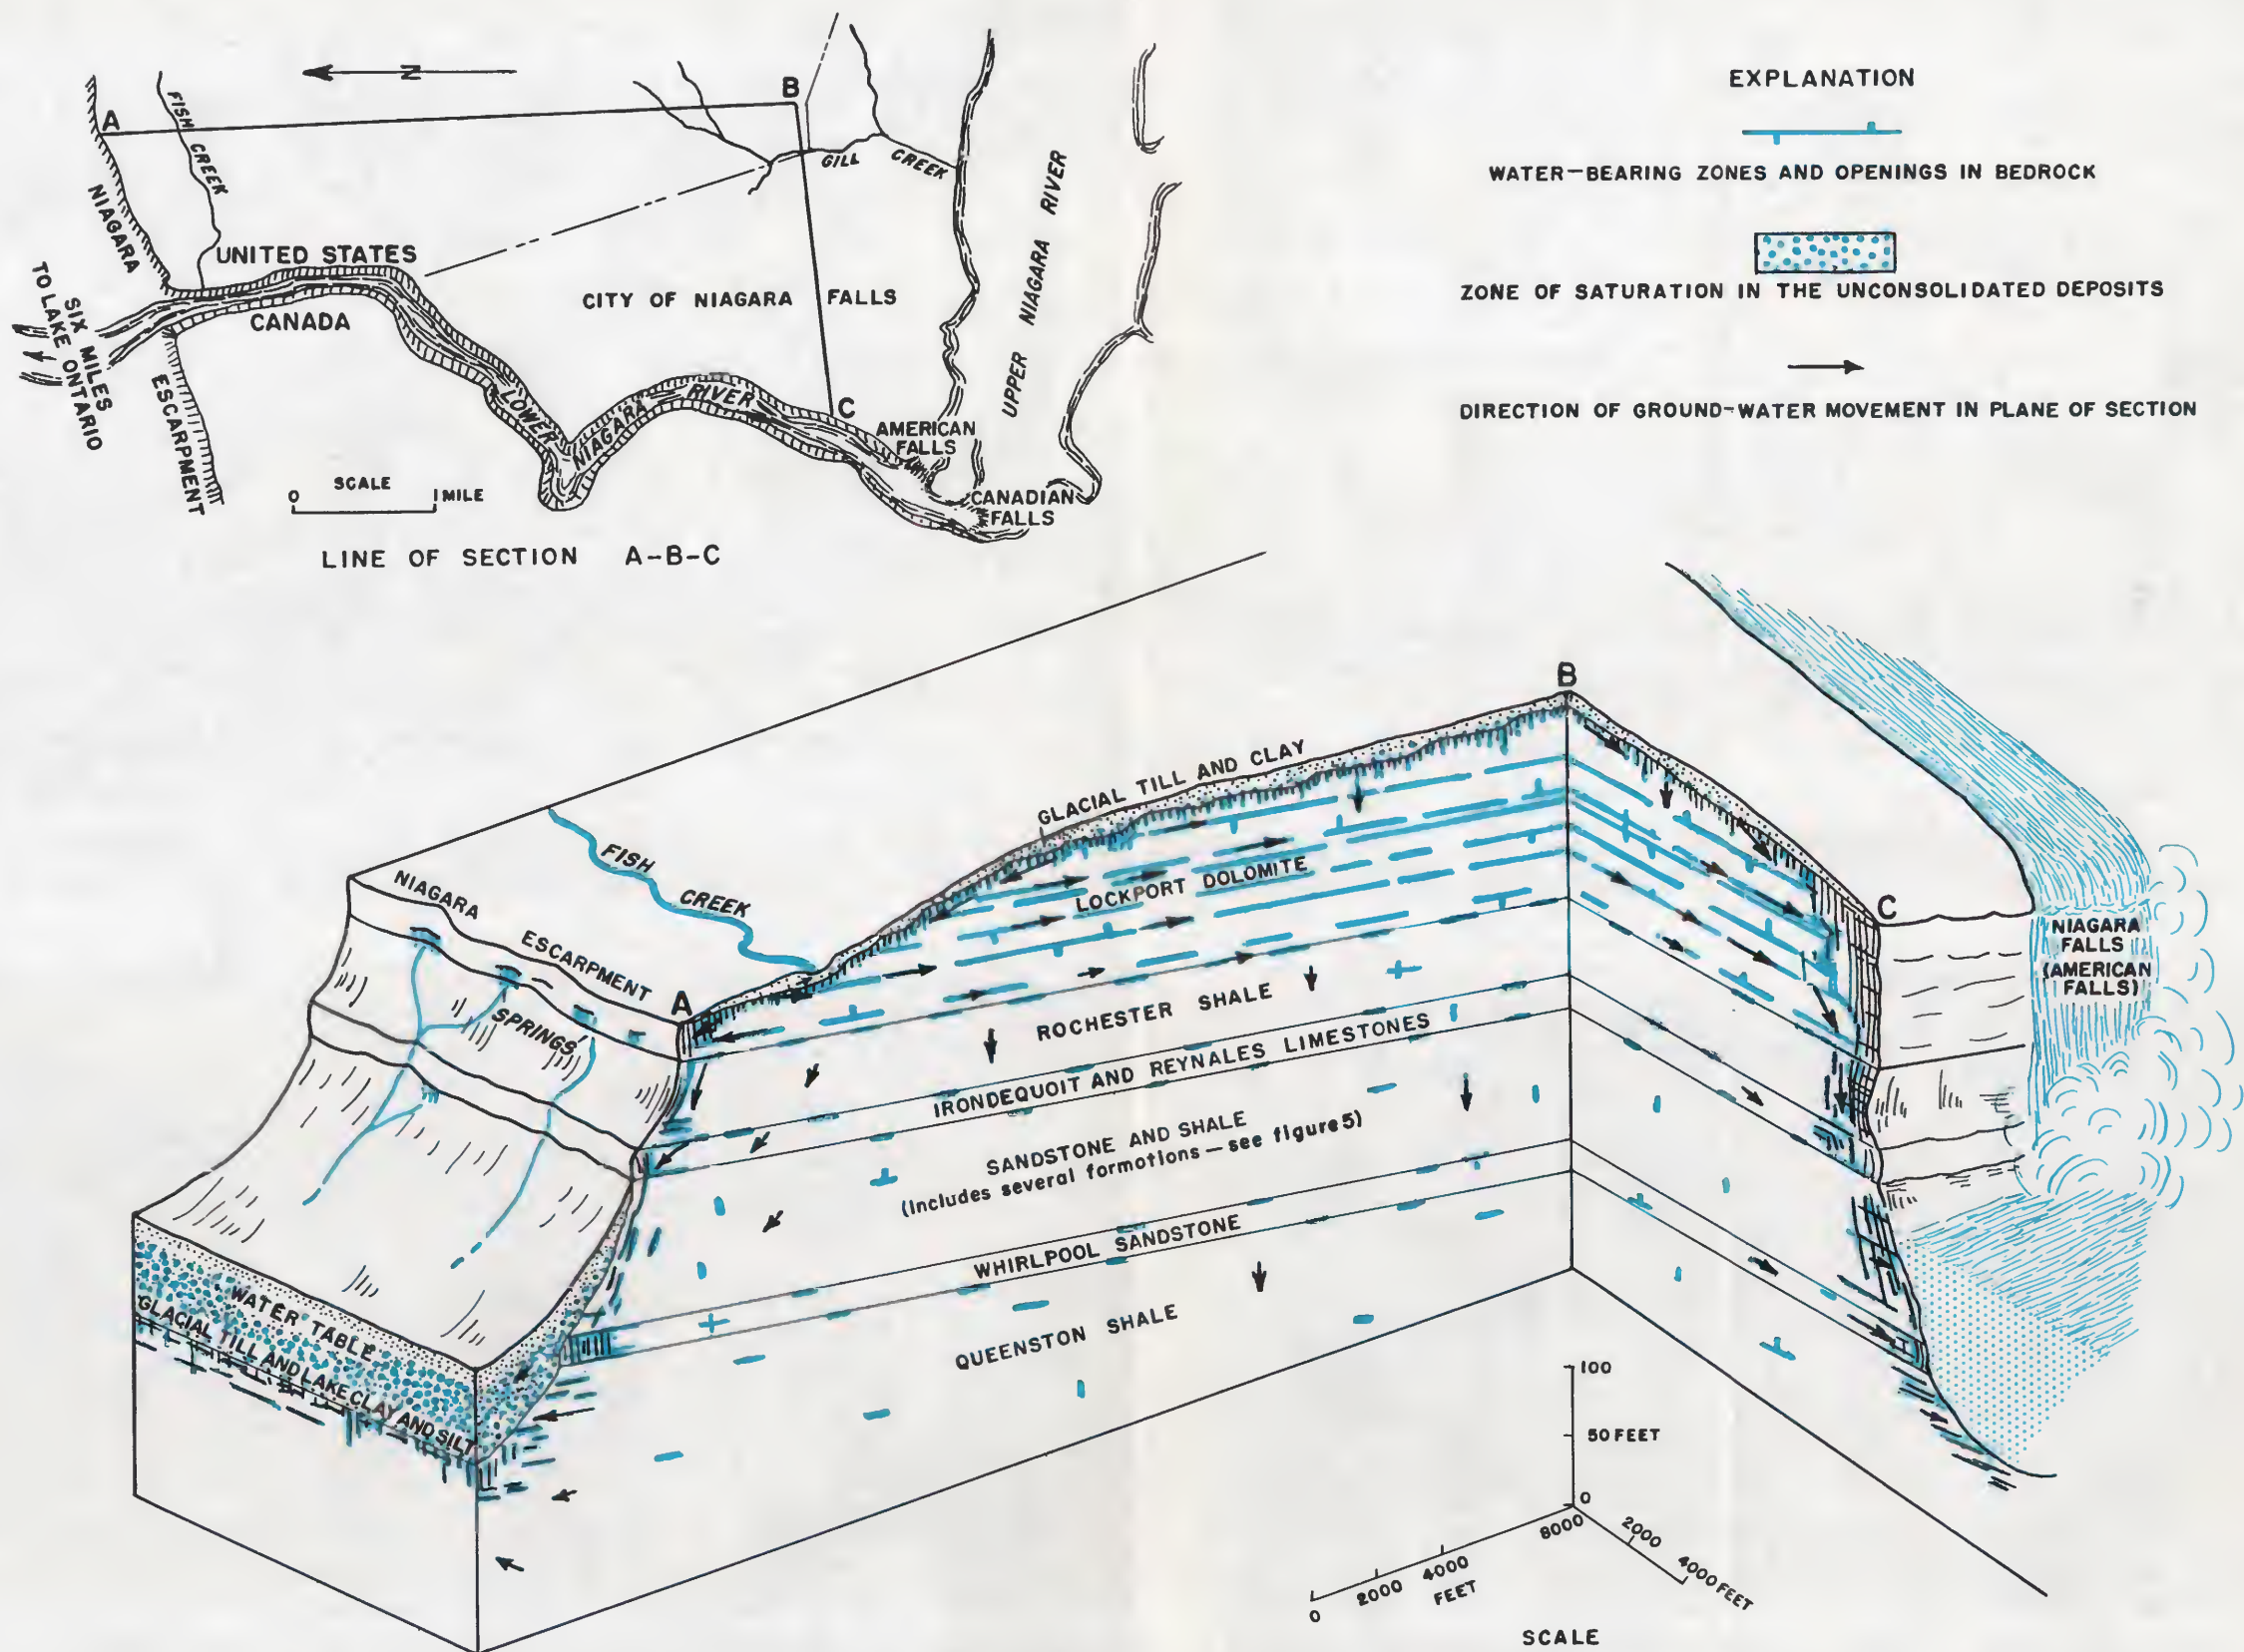 N
A
B
C
FISH
CREEK
GILL CREEK
NIAGARA
ESCARPMENT
UNITED STATES
CANADA
CITY OF NIAGARA FALLS
UPPER NIAGARA RIVER
LOWER NIAGARA RIVER
SIX MILES
TO LAKE ONTARIO
AMERICAN
FALLS
CANADIAN
FALLS
SCALE
0 1 MILE
LINE OF SECTION A-B-C
EXPLANATION
WATER-BEARING ZONES AND OPENINGS IN BEDROCK
ZONE OF SATURATION IN THE UNCONSOLIDATED DEPOSITS
DIRECTION OF GROUND-WATER MOVEMENT IN PLANE OF SECTION
B
GLACIAL TILL AND CLAY
FISH
CREEK
NIAGARA
ESCARPMENT
A
C
SPRINGS
LOCKPORT DOLOMITE
ROCHESTER SHALE
IRONDEQUOIT AND REYNALES LIMESTONES
SANDSTONE AND SHALE
(Includes several formotions — see figure 5)
WHIRLPOOL SANDSTONE
QUEENSTON SHALE
WATER TABLE
GLACIAL TILL AND LAKE CLAY AND SILT
NIAGARA
FALLS
(AMERICAN
FALLS)
100
50 FEET
0
0 2000 4000 8000
FEET
2000 4000 FEET
SCALE